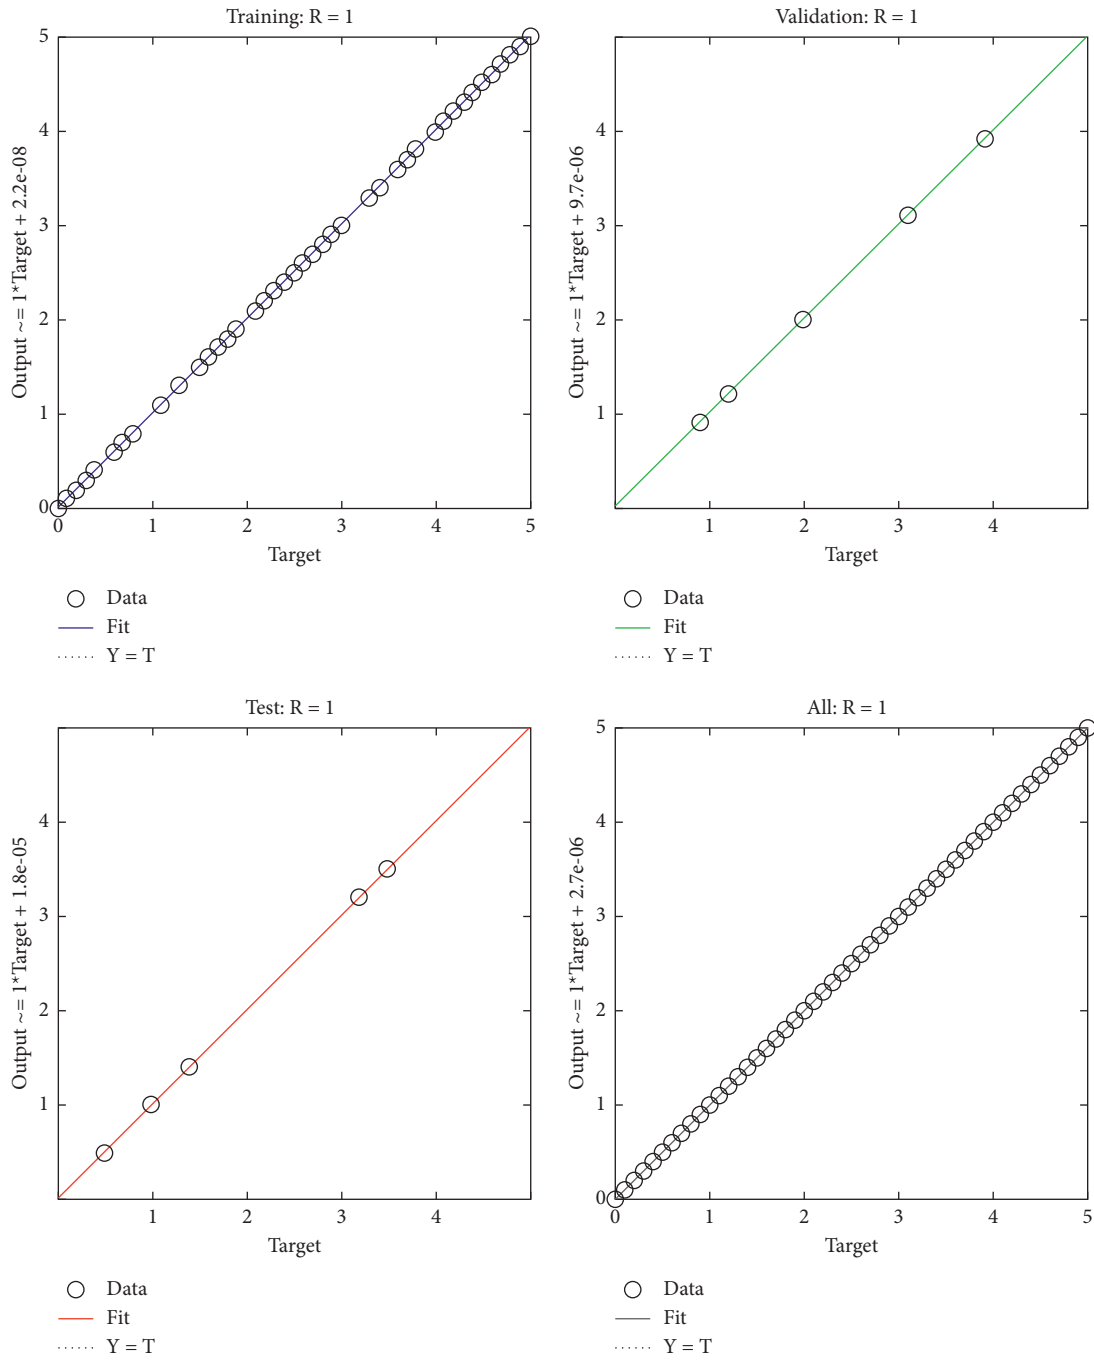 Training: R = 1
Output ~= 1*Target + 2.2e-08
5
4
3
2
1
0
0 1 2 3 4 5
Target
Data
Fit
Y = T
Validation: R = 1
Output ~= 1*Target + 9.7e-06
4
3
2
1
1 2 3 4
Target
Data
Fit
Y = T
Test: R = 1
Output ~= 1*Target + 1.8e-05
4
3
2
1
1 2 3 4
Target
Data
Fit
Y = T
All: R = 1
Output ~= 1*Target + 2.7e-06
5
4
3
2
1
0
0 1 2 3 4 5
Target
Data
Fit
Y = T